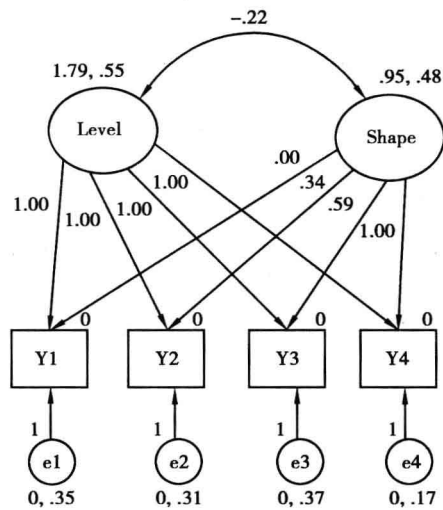 -.22
1.79, .55
.95, .48
Level
Shape
.00
1.00
.34
1.00
1.00
1.00
.59
1.00
0
0
0
0
Y1
Y2
Y3
Y4
1
1
1
1
e1
e2
e3
e4
0, .35
0, .31
0, .37
0, .17